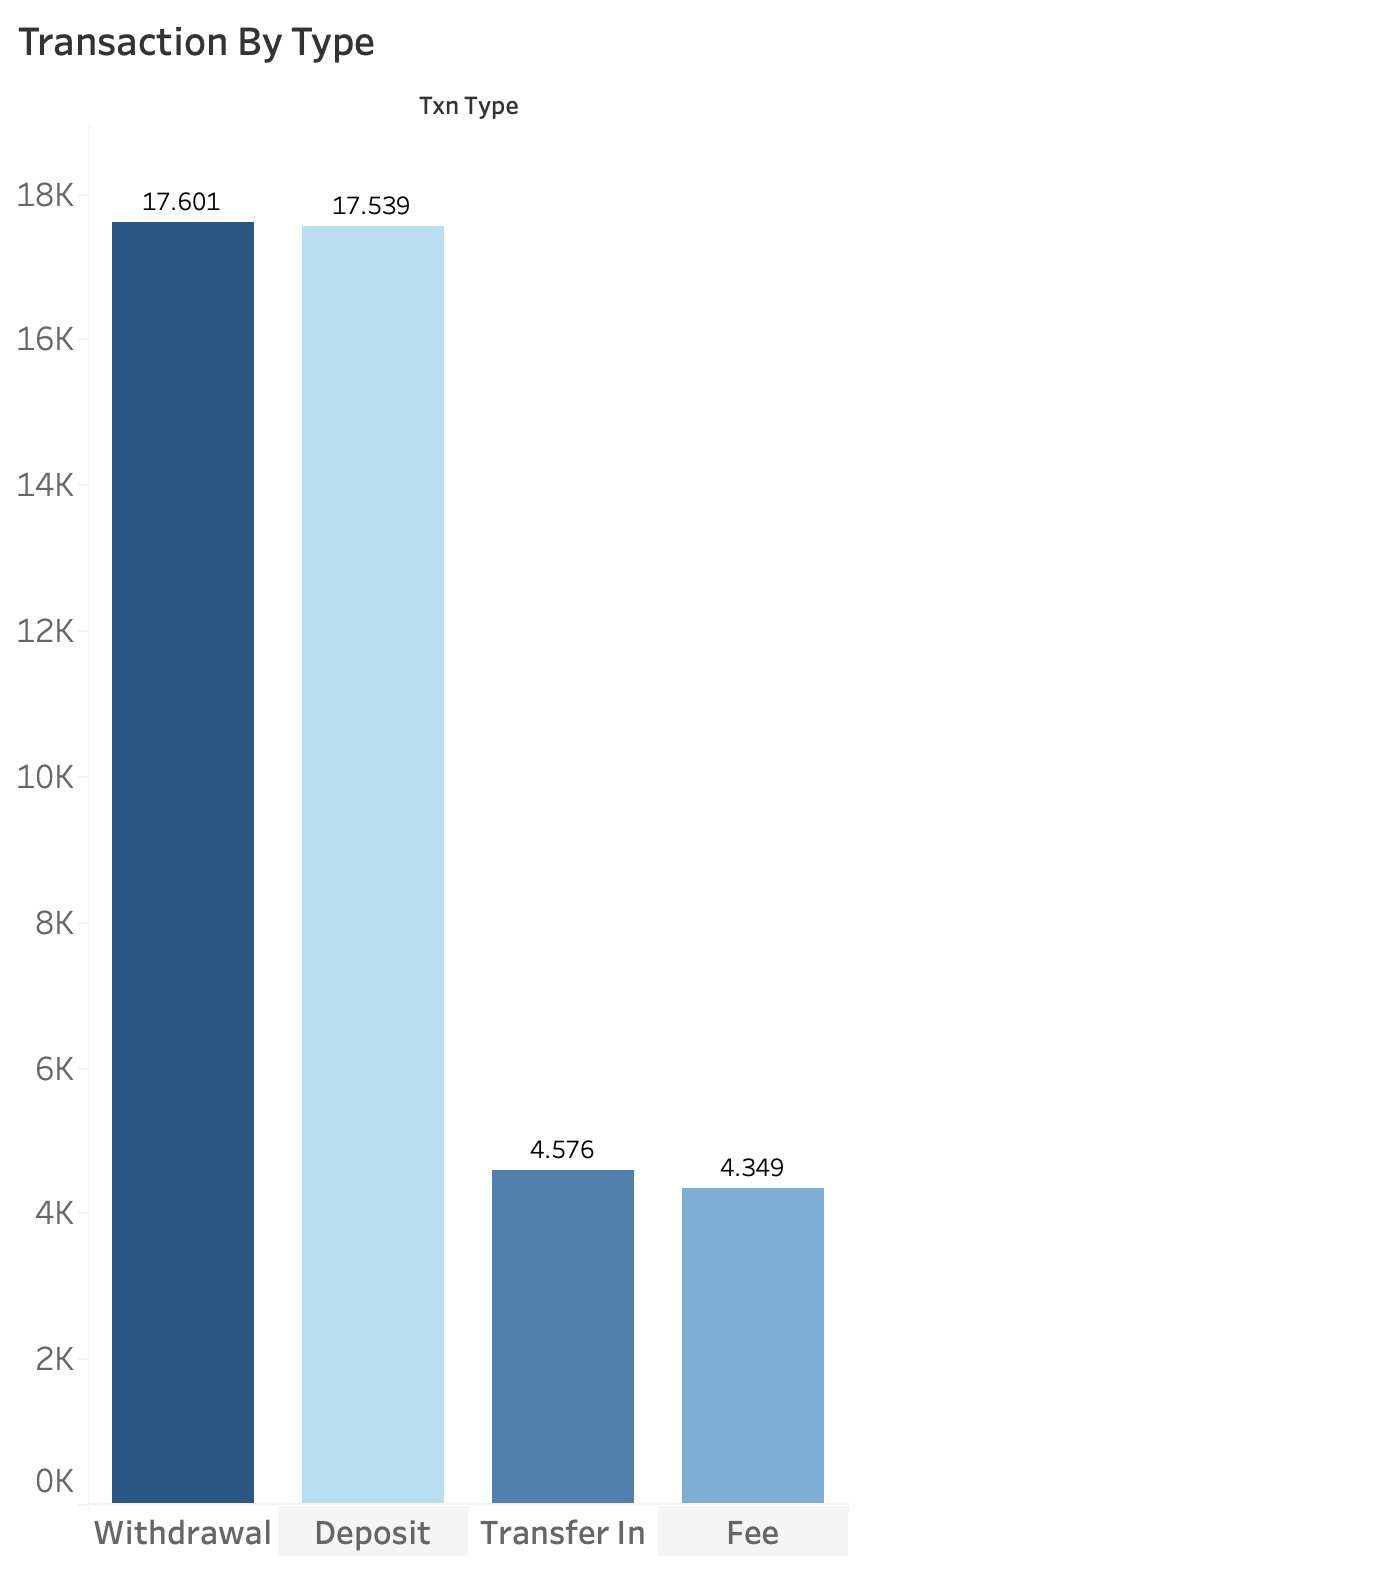 Transaction By Type
Txn Type
18K
16K
14K
12K
10K
8K
6K
4K
2K
0K
17.601
17.539
4.576
4.349
Withdrawal Deposit Transfer In Fee